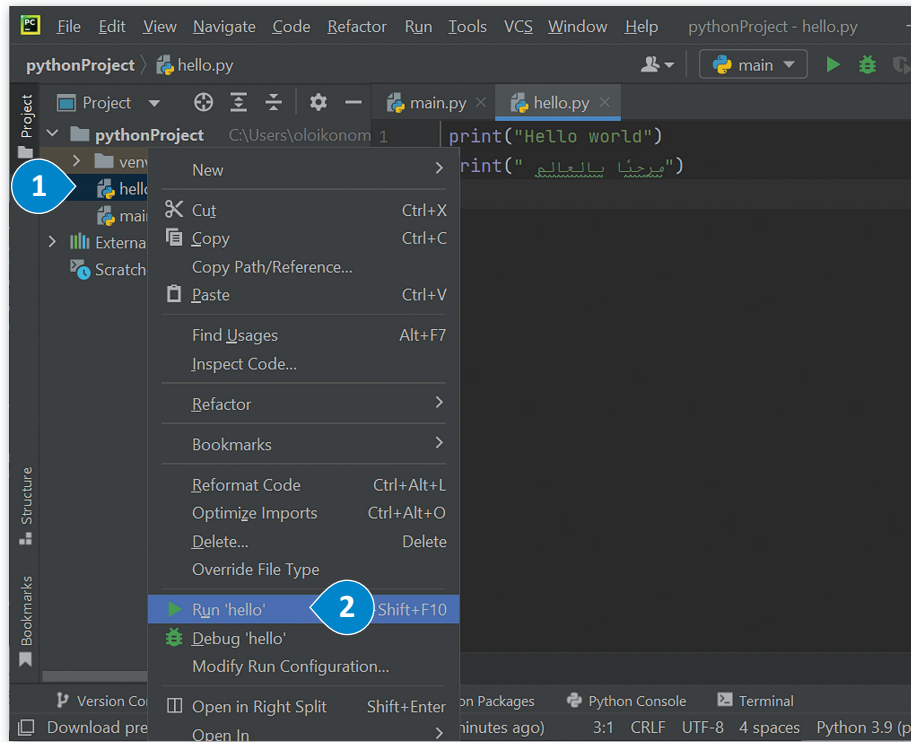 PC File Edit View Navigate Code Refactor Run Tools VCS Window Help pythonProject - hello.py
pythonProject hello.py main
Project main.py hello.py
Project
pythonProject C:\Users\oloikonom
venv
hello
main
Externa
Scratche
1
1 print("Hello world")
rint(" مرحبًا بالعالم")
New
Cut Ctrl+X
Copy Ctrl+C
Copy Path/Reference...
Paste Ctrl+V
Find Usages Alt+F7
Inspect Code...
Refactor
Bookmarks
Reformat Code Ctrl+Alt+L
Optimize Imports Ctrl+Alt+O
Delete... Delete
Override File Type
Run 'hello' 2 Shift+F10
Debug 'hello'
Modify Run Configuration...
Open in Right Split Shift+Enter
Open In
Structure
Bookmarks
Version Co on Packages Python Console Terminal
Download pre minutes ago) 3:1 CRLF UTF-8 4 spaces Python 3.9 (p